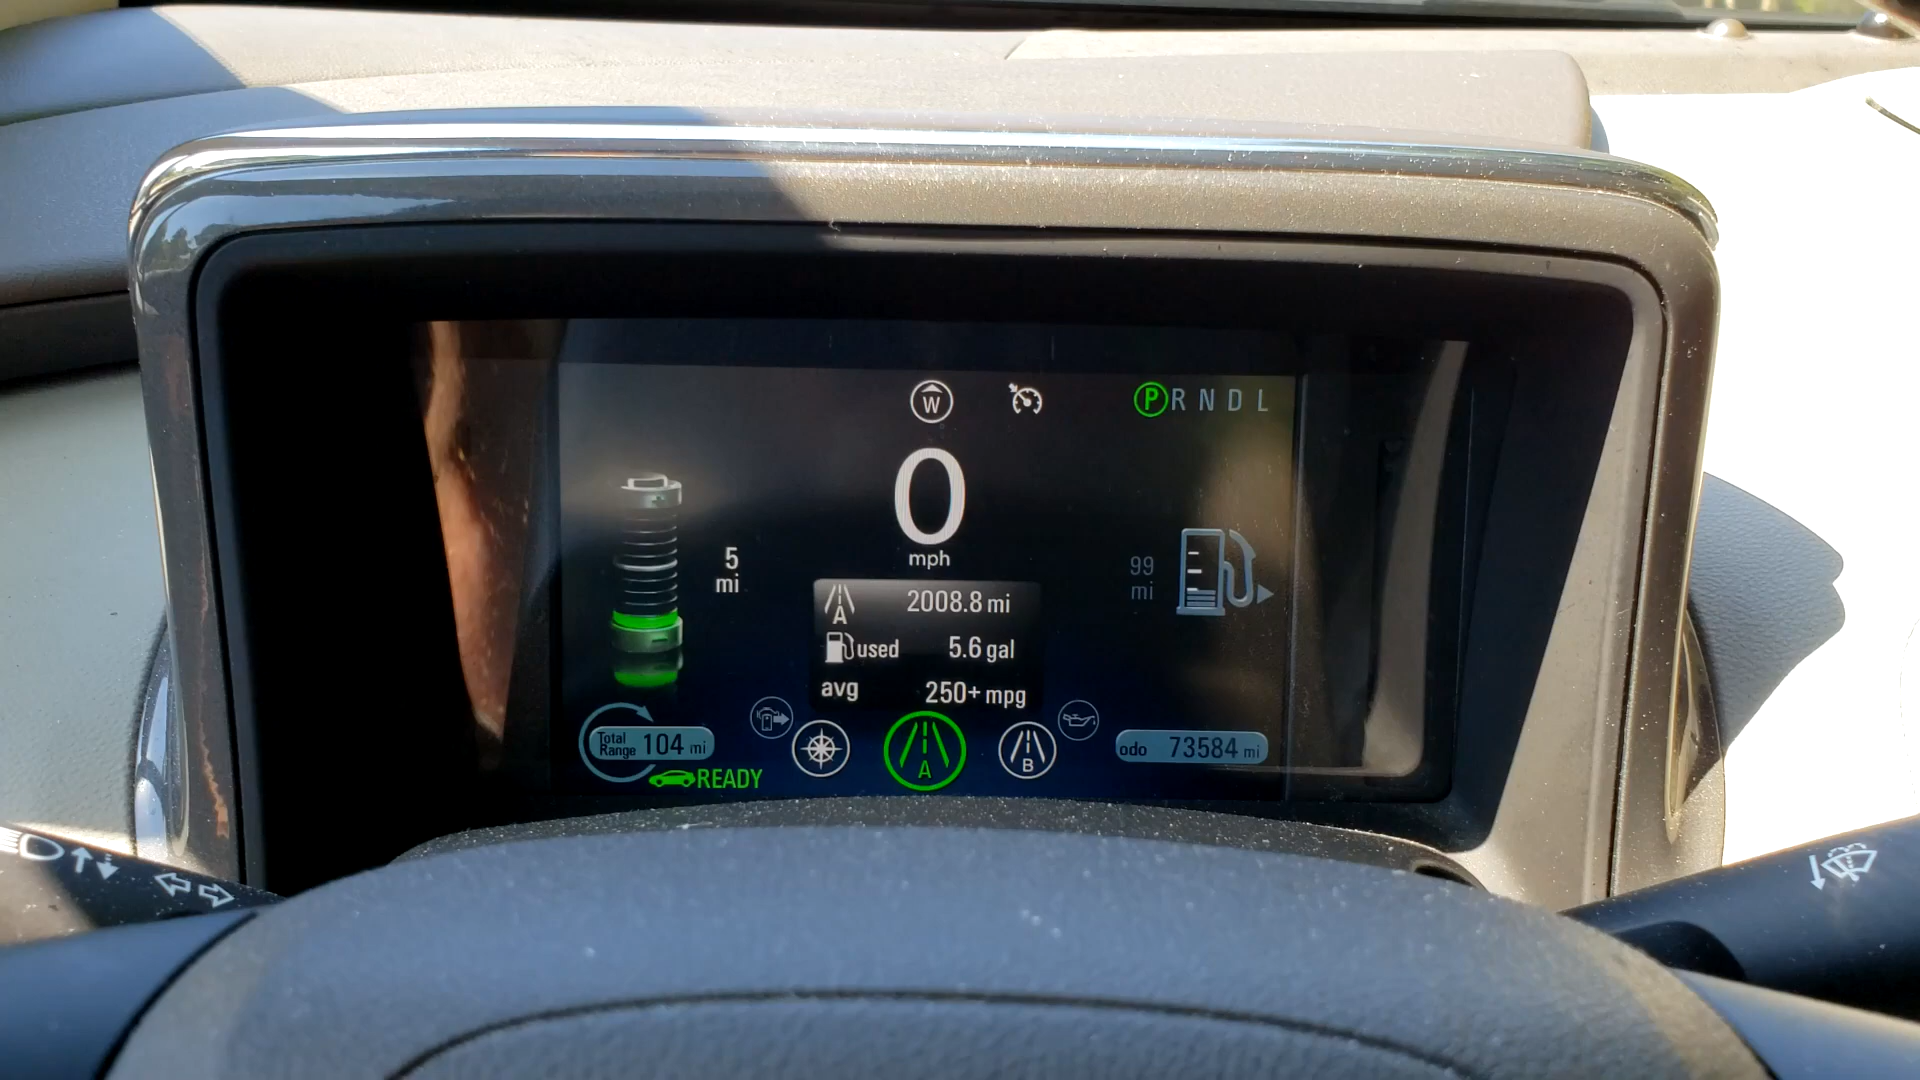 W
P R N D L
0
mph
5
mi
99
mi
A 2008.8 mi
used 5.6 gal
avg 250+ mpg
Total
Range 104 mi
A
B
odo 73584 mi
READY